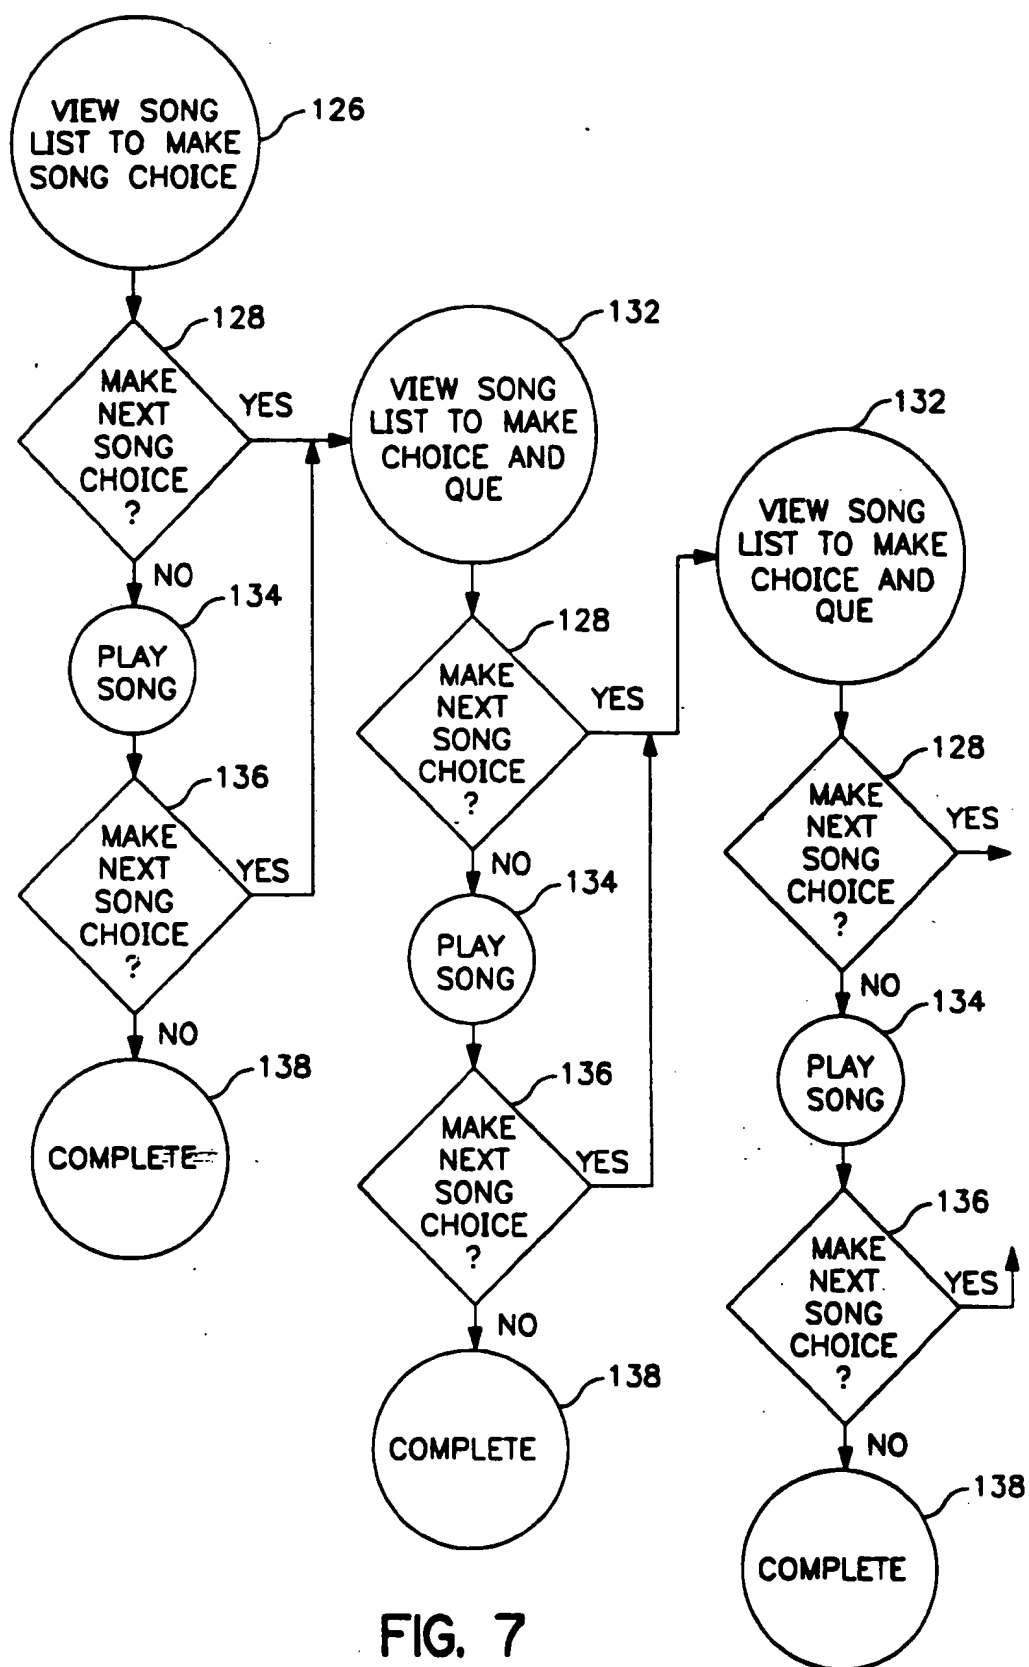 VIEW SONG
LIST TO MAKE
SONG CHOICE
126
128
MAKE
NEXT
SONG
CHOICE
?
YES
NO
134
PLAY
SONG
136
MAKE
NEXT
SONG
CHOICE
?
YES
NO
138
COMPLETE
132
VIEW SONG
LIST TO MAKE
CHOICE AND
QUE
128
MAKE
NEXT
SONG
CHOICE
?
YES
NO
134
PLAY
SONG
136
MAKE
NEXT
SONG
CHOICE
?
YES
NO
138
COMPLETE
132
VIEW SONG
LIST TO MAKE
CHOICE AND
QUE
128
MAKE
NEXT
SONG
CHOICE
?
YES
NO
134
PLAY
SONG
136
MAKE
NEXT
SONG
CHOICE
?
YES
NO
138
COMPLETE
FIG. 7